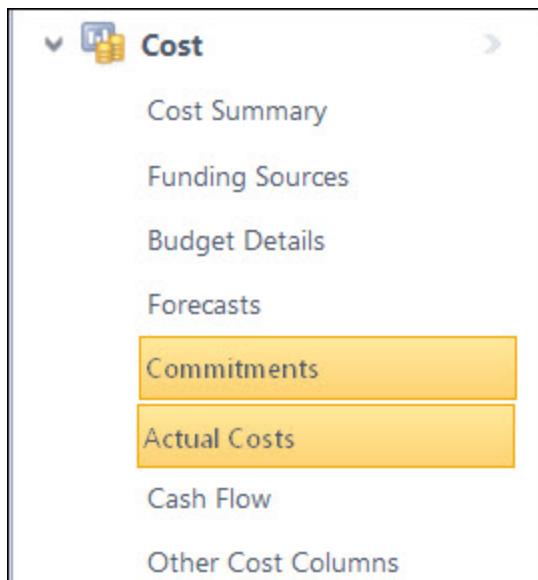 Cost
Cost Summary
Funding Sources
Budget Details
Forecasts
Commitments
Actual Costs
Cash Flow
Other Cost Columns